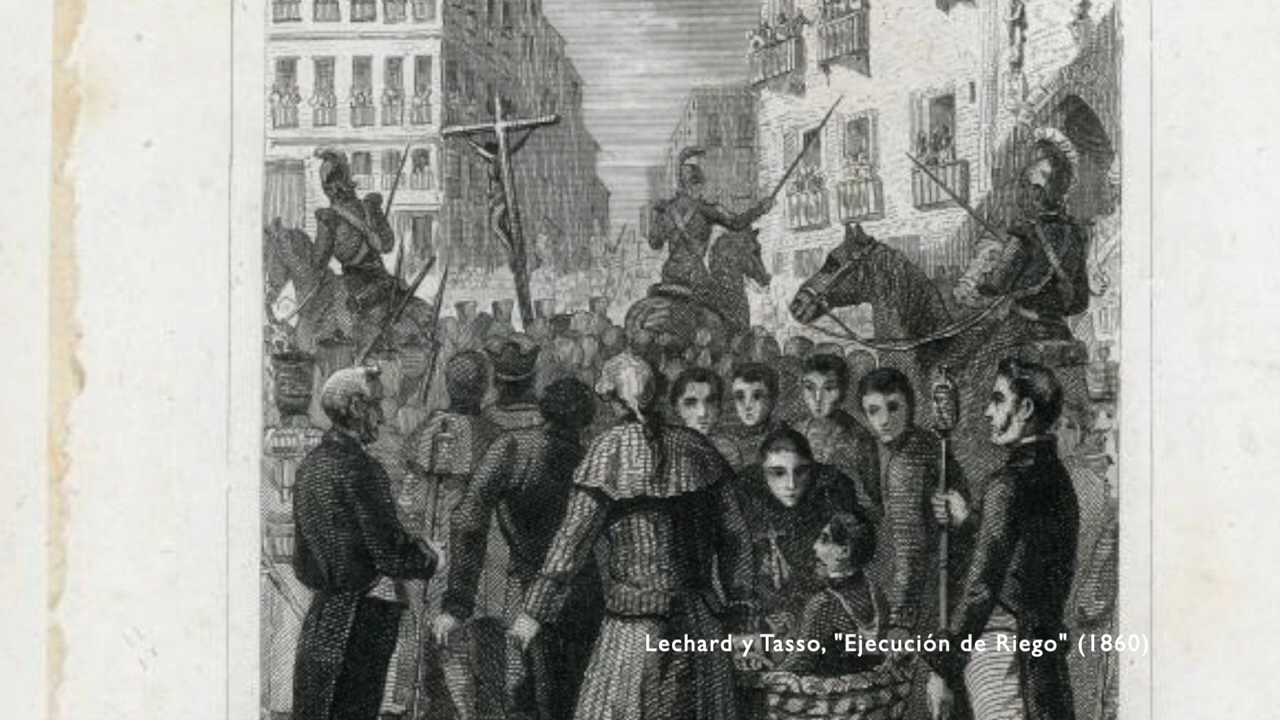 Lechard y Tasso, "Ejecución de Riego" (1860)